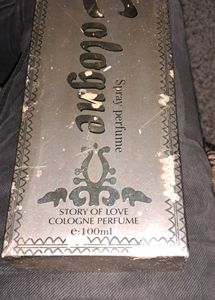 Cologne
Spray perfume
STORY OF LOVE
COLOGNE PERFUME
e:100ml